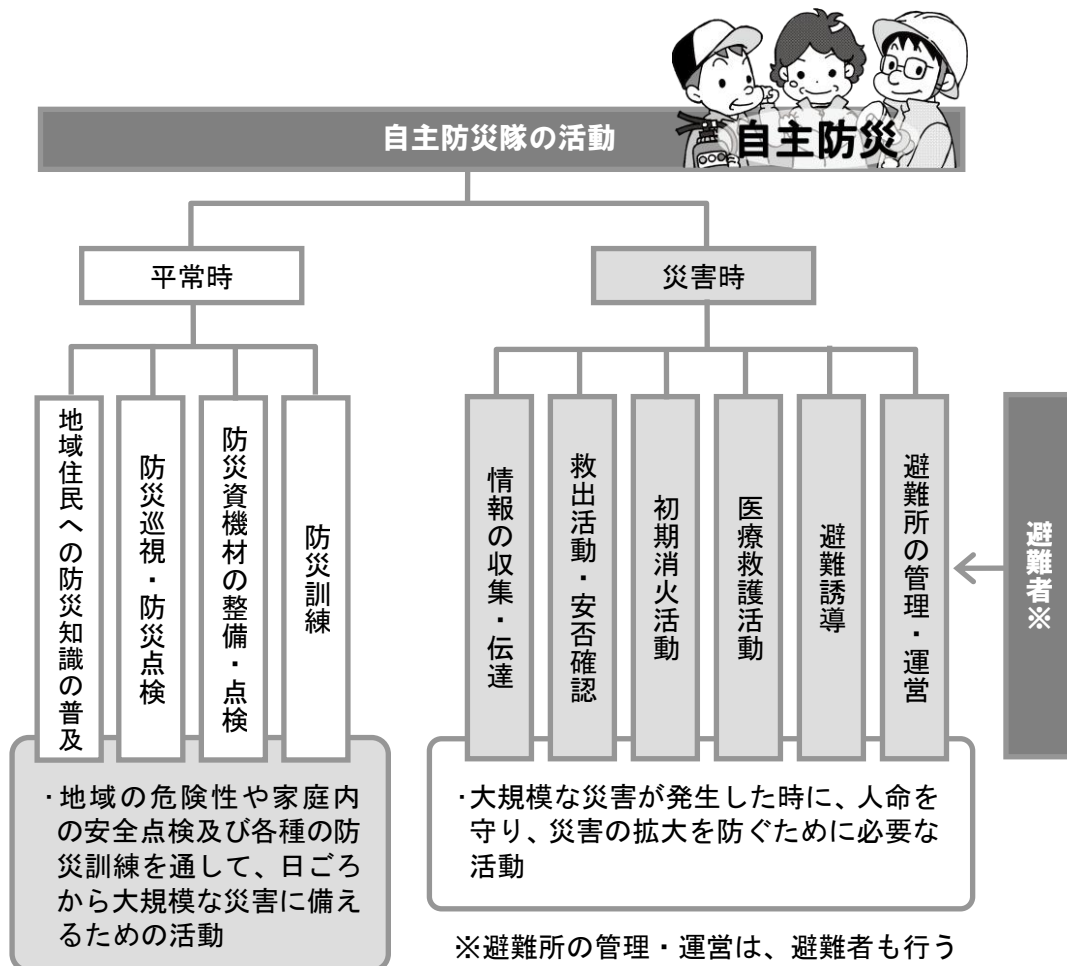 自主防災隊の活動
自主防災
平常時
災害時
地域住民への防災知識の普及
防災巡視・防災点検
防災資機材の整備・点検
防災訓練
情報の収集・伝達
救出活動・安否確認
初期消火活動
医療救護活動
避難誘導
避難所の管理・運営
避難者※
・地域の危険性や家庭内
の安全点検及び各種の防
災訓練を通して、日ごろ
から大規模な災害に備え
るための活動
・大規模な災害が発生した時に、人命を
守り、災害の拡大を防ぐために必要な
活動
※避難所の管理・運営は、避難者も行う